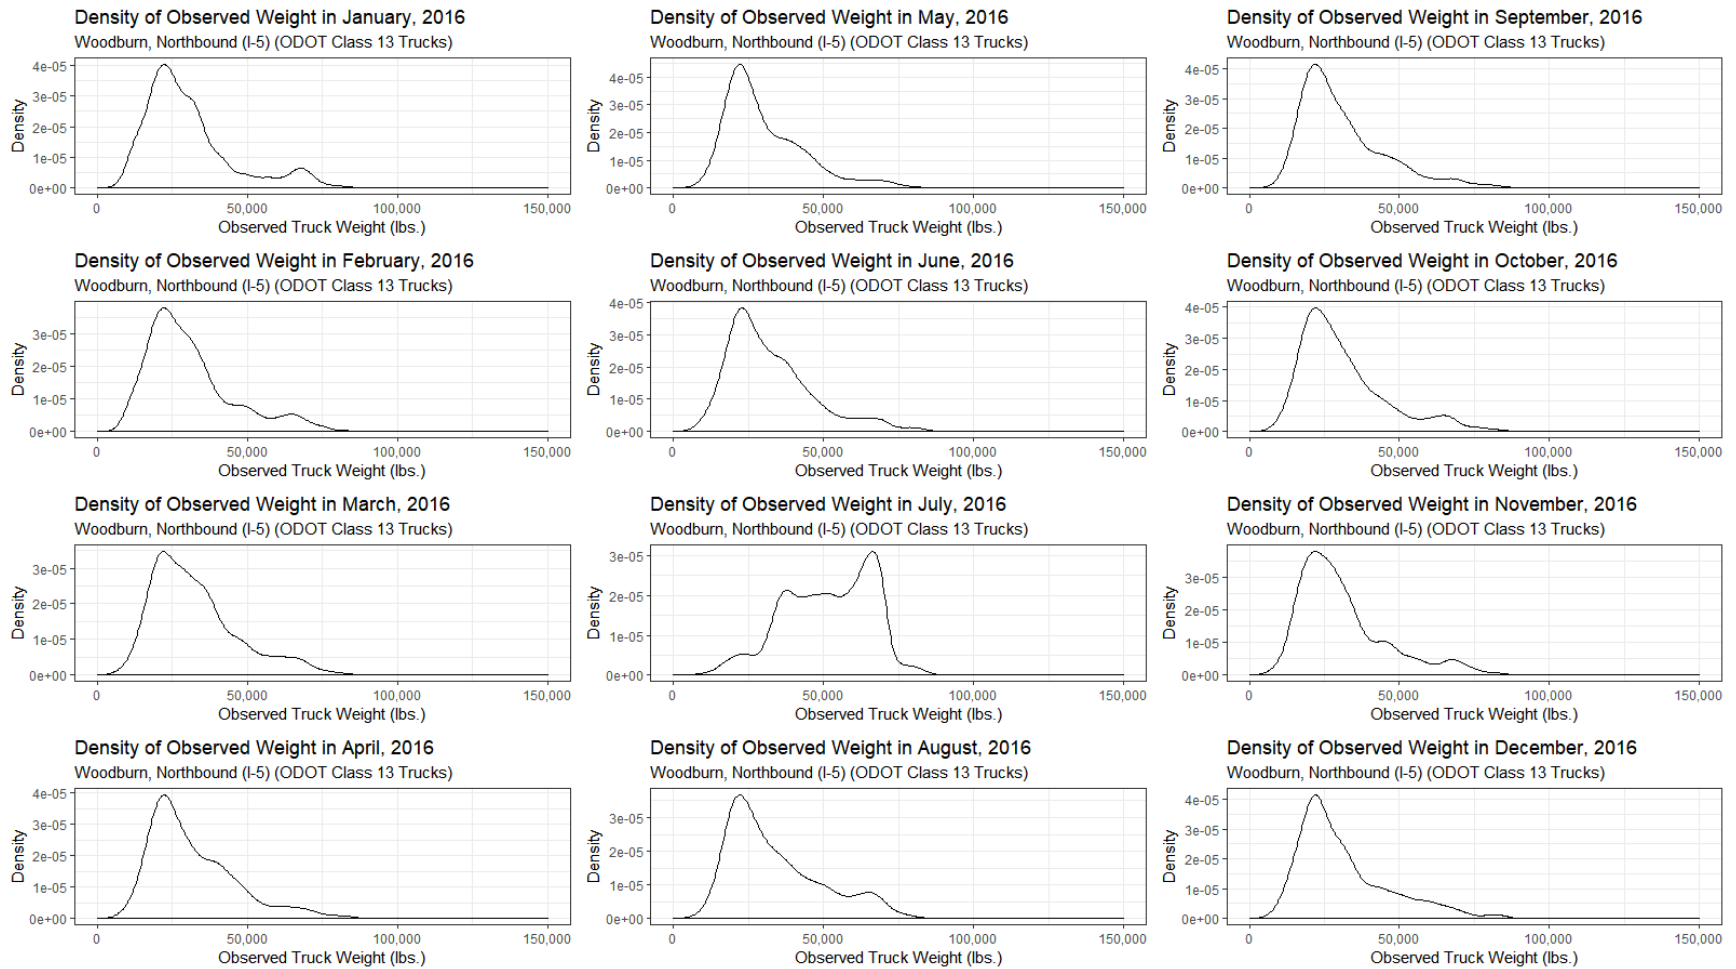 Density of Observed Weight in January, 2016
Woodburn, Northbound (I-5) (ODOT Class 13 Trucks)
Density
4e-05
3e-05
2e-05
1e-05
0e+00
0 50,000 100,000 150,000
Observed Truck Weight (lbs.)
Density of Observed Weight in February, 2016
Woodburn, Northbound (I-5) (ODOT Class 13 Trucks)
Density
3e-05
2e-05
1e-05
0e+00
0 50,000 100,000 150,000
Observed Truck Weight (lbs.)
Density of Observed Weight in March, 2016
Woodburn, Northbound (I-5) (ODOT Class 13 Trucks)
Density
3e-05
2e-05
1e-05
0e+00
0 50,000 100,000 150,000
Observed Truck Weight (lbs.)
Density of Observed Weight in April, 2016
Woodburn, Northbound (I-5) (ODOT Class 13 Trucks)
Density
4e-05
3e-05
2e-05
1e-05
0e+00
0 50,000 100,000 150,000
Observed Truck Weight (lbs.)
Density of Observed Weight in May, 2016
Woodburn, Northbound (I-5) (ODOT Class 13 Trucks)
Density
4e-05
3e-05
2e-05
1e-05
0e+00
0 50,000 100,000 150,000
Observed Truck Weight (lbs.)
Density of Observed Weight in June, 2016
Woodburn, Northbound (I-5) (ODOT Class 13 Trucks)
Density
4e-05
3e-05
2e-05
1e-05
0e+00
0 50,000 100,000 150,000
Observed Truck Weight (lbs.)
Density of Observed Weight in July, 2016
Woodburn, Northbound (I-5) (ODOT Class 13 Trucks)
Density
3e-05
2e-05
1e-05
0e+00
0 50,000 100,000 150,000
Observed Truck Weight (lbs.)
Density of Observed Weight in August, 2016
Woodburn, Northbound (I-5) (ODOT Class 13 Trucks)
Density
3e-05
2e-05
1e-05
0e+00
0 50,000 100,000 150,000
Observed Truck Weight (lbs.)
Density of Observed Weight in September, 2016
Woodburn, Northbound (I-5) (ODOT Class 13 Trucks)
Density
4e-05
3e-05
2e-05
1e-05
0e+00
0 50,000 100,000 150,000
Observed Truck Weight (lbs.)
Density of Observed Weight in October, 2016
Woodburn, Northbound (I-5) (ODOT Class 13 Trucks)
Density
4e-05
3e-05
2e-05
1e-05
0e+00
0 50,000 100,000 150,000
Observed Truck Weight (lbs.)
Density of Observed Weight in November, 2016
Woodburn, Northbound (I-5) (ODOT Class 13 Trucks)
Density
3e-05
2e-05
1e-05
0e+00
0 50,000 100,000 150,000
Observed Truck Weight (lbs.)
Density of Observed Weight in December, 2016
Woodburn, Northbound (I-5) (ODOT Class 13 Trucks)
Density
4e-05
3e-05
2e-05
1e-05
0e+00
0 50,000 100,000 150,000
Observed Truck Weight (lbs.)